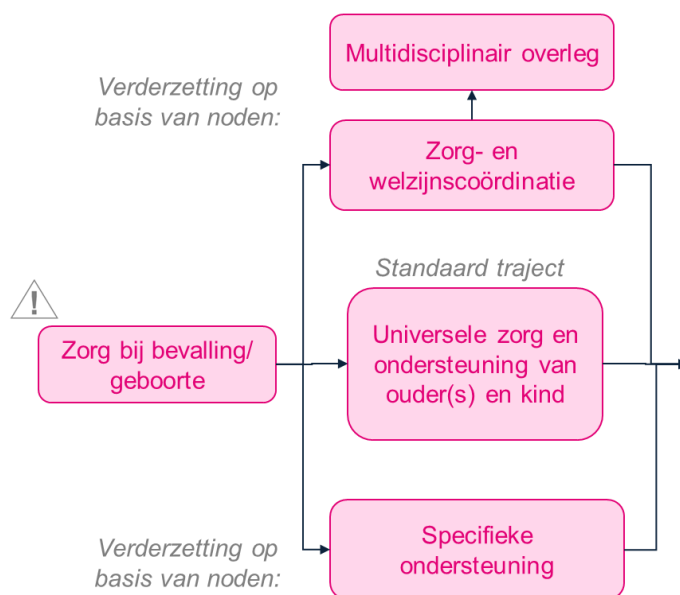 Multidisciplinair overleg
Verderzetting op
basis van noden:
Zorg- en
welzijnscoördinatie
Standaard traject
!
Zorg bij bevalling/
geboorte
Universele zorg en
ondersteuning van
ouder(s) en kind
Specifieke
ondersteuning
Verderzetting op
basis van noden: